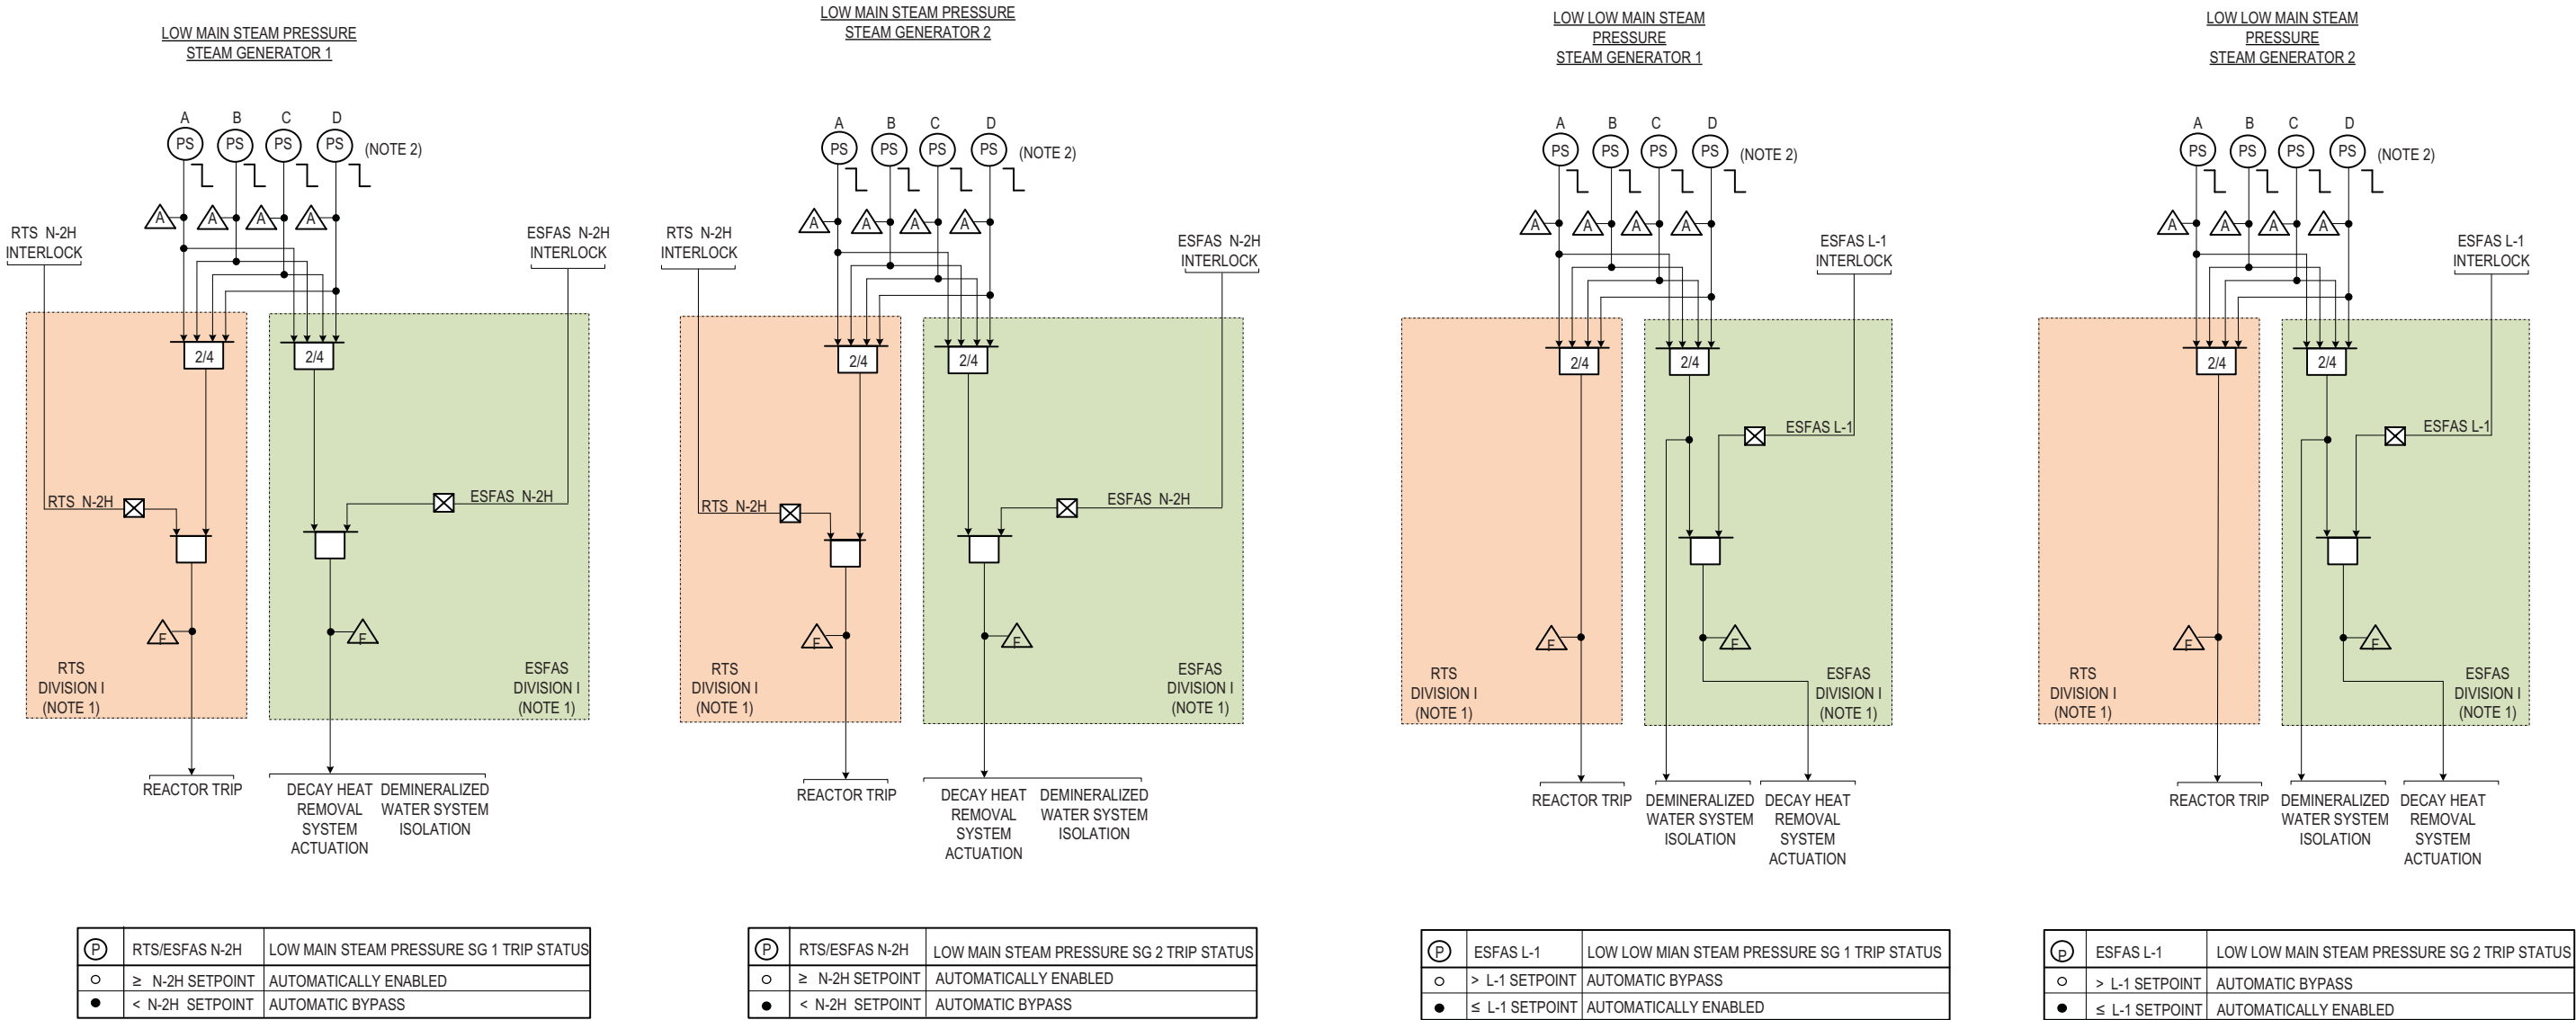 LOW MAIN STEAM PRESSURE
STEAM GENERATOR 1
A B C D
PS PS PS PS
(NOTE 2)
A A A A
RTS N-2H
INTERLOCK
ESFAS N-2H
INTERLOCK
2/4 2/4
RTS N-2H
ESFAS N-2H
F F
RTS
DIVISION I
(NOTE 1)
ESFAS
DIVISION I
(NOTE 1)
REACTOR TRIP
DECAY HEAT
REMOVAL
SYSTEM
ACTUATION
DEMINERALIZED
WATER SYSTEM
ISOLATION
P RTS/ESFAS N-2H LOW MAIN STEAM PRESSURE SG 1 TRIP STATUS
○ ≥ N-2H SETPOINT AUTOMATICALLY ENABLED
● < N-2H SETPOINT AUTOMATIC BYPASS
LOW MAIN STEAM PRESSURE
STEAM GENERATOR 2
A B C D
PS PS PS PS
(NOTE 2)
A A A A
RTS N-2H
INTERLOCK
ESFAS N-2H
INTERLOCK
2/4 2/4
RTS N-2H
ESFAS N-2H
F F
RTS
DIVISION I
(NOTE 1)
ESFAS
DIVISION I
(NOTE 1)
REACTOR TRIP
DECAY HEAT
REMOVAL
SYSTEM
ACTUATION
DEMINERALIZED
WATER SYSTEM
ISOLATION
P RTS/ESFAS N-2H LOW MAIN STEAM PRESSURE SG 2 TRIP STATUS
○ ≥ N-2H SETPOINT AUTOMATICALLY ENABLED
● < N-2H SETPOINT AUTOMATIC BYPASS
LOW LOW MAIN STEAM
PRESSURE
STEAM GENERATOR 1
A B C D
PS PS PS PS
(NOTE 2)
A A A A
ESFAS L-1
INTERLOCK
2/4 2/4
ESFAS L-1
F F
RTS
DIVISION I
(NOTE 1)
ESFAS
DIVISION I
(NOTE 1)
REACTOR TRIP
DEMINERALIZED
WATER SYSTEM
ISOLATION
DECAY HEAT
REMOVAL
SYSTEM
ACTUATION
P ESFAS L-1 LOW LOW MIAN STEAM PRESSURE SG 1 TRIP STATUS
○ > L-1 SETPOINT AUTOMATIC BYPASS
● ≤ L-1 SETPOINT AUTOMATICALLY ENABLED
LOW LOW MAIN STEAM
PRESSURE
STEAM GENERATOR 2
A B C D
PS PS PS PS
(NOTE 2)
A A A A
ESFAS L-1
INTERLOCK
2/4 2/4
ESFAS L-1
F F
RTS
DIVISION I
(NOTE 1)
ESFAS
DIVISION I
(NOTE 1)
REACTOR TRIP
DEMINERALIZED
WATER SYSTEM
ISOLATION
DECAY HEAT
REMOVAL
SYSTEM
ACTUATION
P ESFAS L-1 LOW LOW MAIN STEAM PRESSURE SG 2 TRIP STATUS
○ > L-1 SETPOINT AUTOMATIC BYPASS
● ≤ L-1 SETPOINT AUTOMATICALLY ENABLED